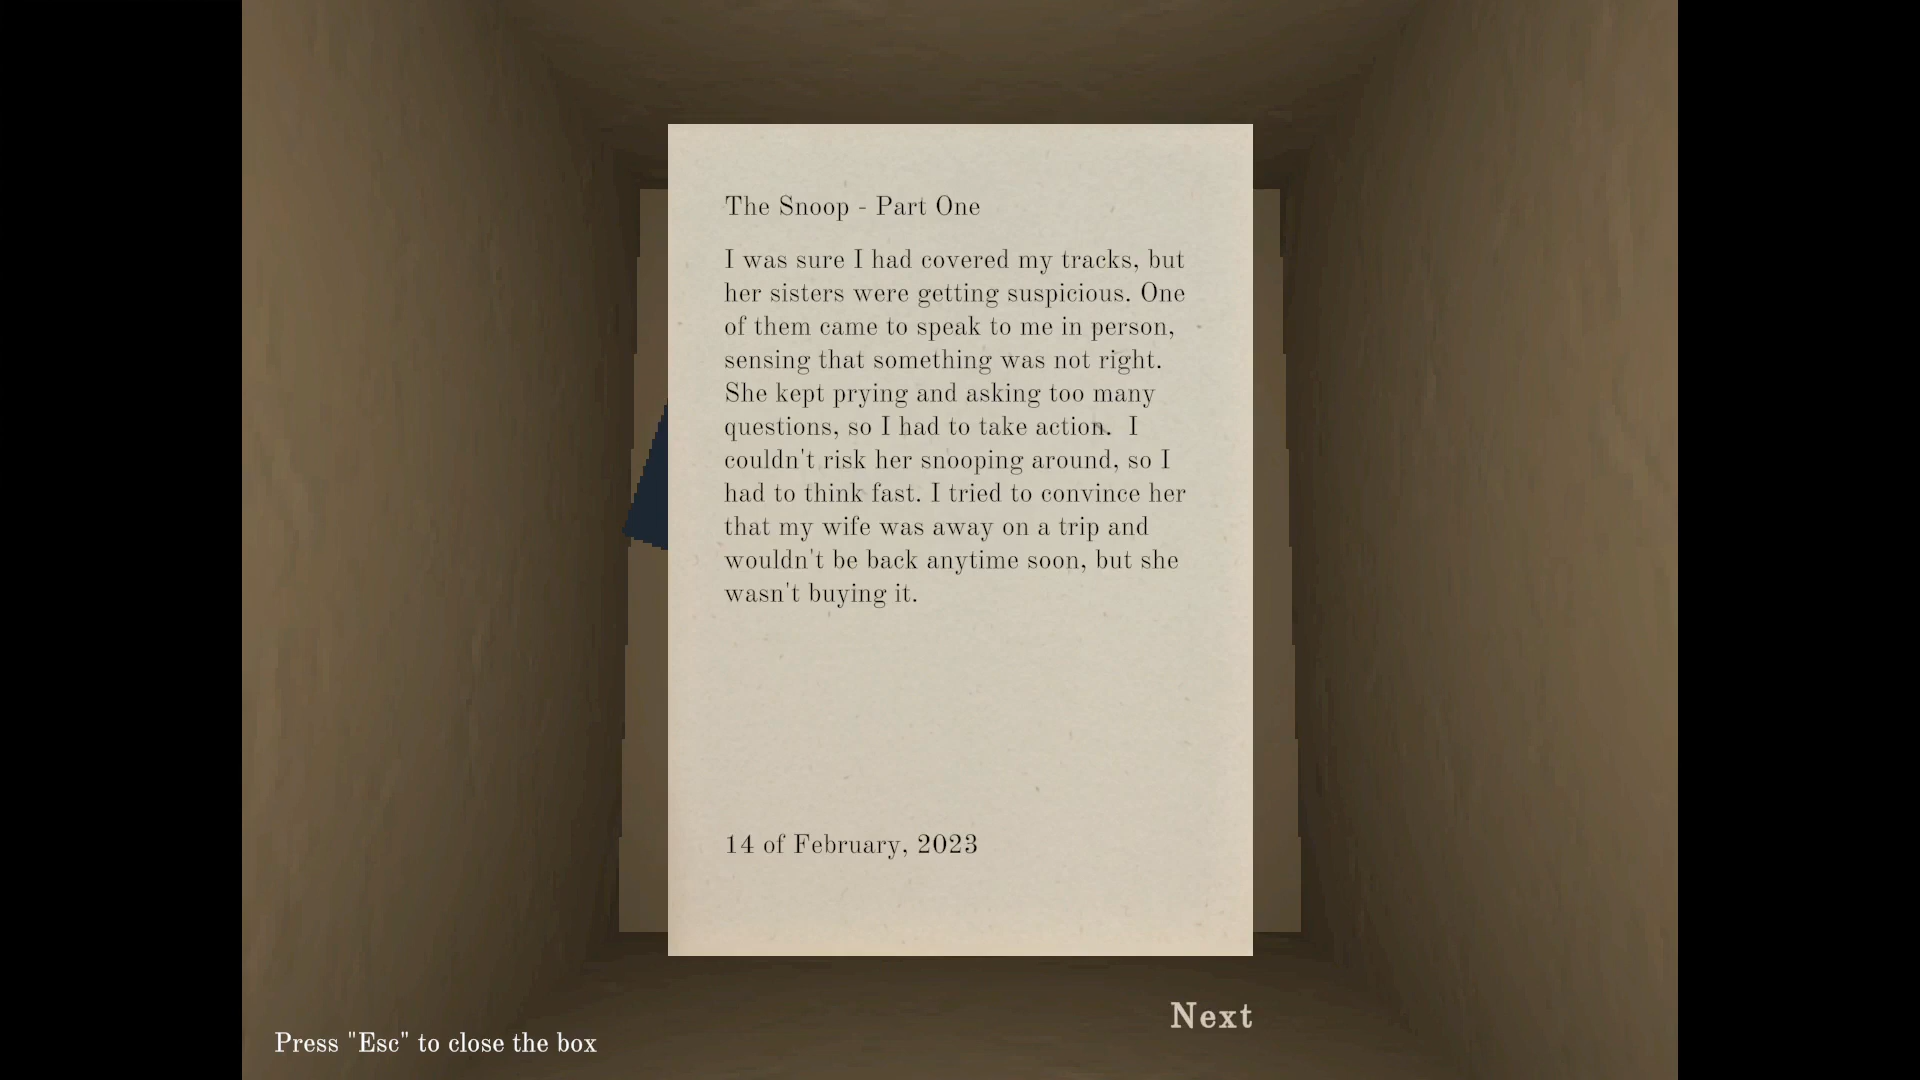 The Snoop - Part One
I was sure I had covered my tracks, but
her sisters were getting suspicious. One
of them came to speak to me in person,
sensing that something was not right.
She kept prying and asking too many
questions, so I had to take action.  I
couldn't risk her snooping around, so I
had to think fast. I tried to convince her
that my wife was away on a trip and
wouldn't be back anytime soon, but she
wasn't buying it.
14 of February, 2023
Next
Press "Esc" to close the box